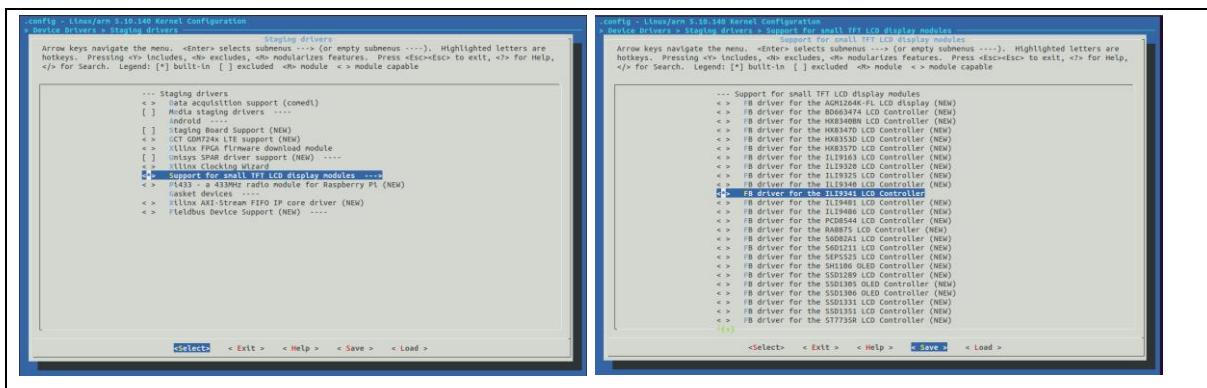 .config - Linux/arm 5.10.140 Kernel Configuration
> Device Drivers > Staging drivers
Staging drivers
Arrow keys navigate the menu. <Enter> selects submenus ---> (or empty submenus ----). Highlighted letters are
hotkeys. Pressing <Y> includes, <N> excludes, <M> modularizes features. Press <Esc><Esc> to exit, <?> for Help,
</> for Search. Legend: [*] built-in [ ] excluded <M> module < > module capable
--- Staging drivers
< > Data acquisition support (comedi)
[ ] Media staging drivers ----
Android ----
[ ] Staging Board Support (NEW)
< > GCT GDM724x LTE support (NEW)
< > Xilinx FPGA firmware download module
[ ] Unisys SPAR driver support (NEW) ----
< > Xilinx Clocking Wizard
<*> Support for small TFT LCD display modules --->
< > Pi433 - a 433MHz radio module for Raspberry Pi (NEW)
Gasket devices ----
< > Xilinx AXI-Stream FIFO IP core driver (NEW)
< > Fieldbus Device Support (NEW) ----
<Select> < Exit > < Help > < Save > < Load >
.config - Linux/arm 5.10.140 Kernel Configuration
> Device Drivers > Staging drivers > Support for small TFT LCD display modules
Support for small TFT LCD display modules
Arrow keys navigate the menu. <Enter> selects submenus ---> (or empty submenus ----). Highlighted letters are
hotkeys. Pressing <Y> includes, <N> excludes, <M> modularizes features. Press <Esc><Esc> to exit, <?> for Help,
</> for Search. Legend: [*] built-in [ ] excluded <M> module < > module capable
--- Support for small TFT LCD display modules
< > FB driver for the AGM1264K-FL LCD display (NEW)
< > FB driver for the BD663474 LCD Controller (NEW)
< > FB driver for the HX8340BN LCD Controller (NEW)
< > FB driver for the HX8347D LCD Controller (NEW)
< > FB driver for the HX8353D LCD Controller (NEW)
< > FB driver for the HX8357D LCD Controller (NEW)
< > FB driver for the ILI9163 LCD Controller (NEW)
< > FB driver for the ILI9320 LCD Controller (NEW)
< > FB driver for the ILI9325 LCD Controller (NEW)
< > FB driver for the ILI9340 LCD Controller (NEW)
<*> FB driver for the ILI9341 LCD Controller
< > FB driver for the ILI9481 LCD Controller (NEW)
< > FB driver for the ILI9486 LCD Controller (NEW)
< > FB driver for the PCD8544 LCD Controller (NEW)
< > FB driver for the RA8875 LCD Controller (NEW)
< > FB driver for the S6D02A1 LCD Controller (NEW)
< > FB driver for the S6D1121 LCD Controller (NEW)
< > FB driver for the SEPS525 LCD Controller (NEW)
< > FB driver for the SH1106 OLED Controller (NEW)
< > FB driver for the SSD1289 LCD Controller (NEW)
< > FB driver for the SSD1305 OLED Controller (NEW)
< > FB driver for the SSD1306 OLED Controller (NEW)
< > FB driver for the SSD1331 LCD Controller (NEW)
< > FB driver for the SSD1351 LCD Controller (NEW)
< > FB driver for the ST7735R LCD Controller (NEW)
(+)
<Select> < Exit > < Help > < Save > < Load >